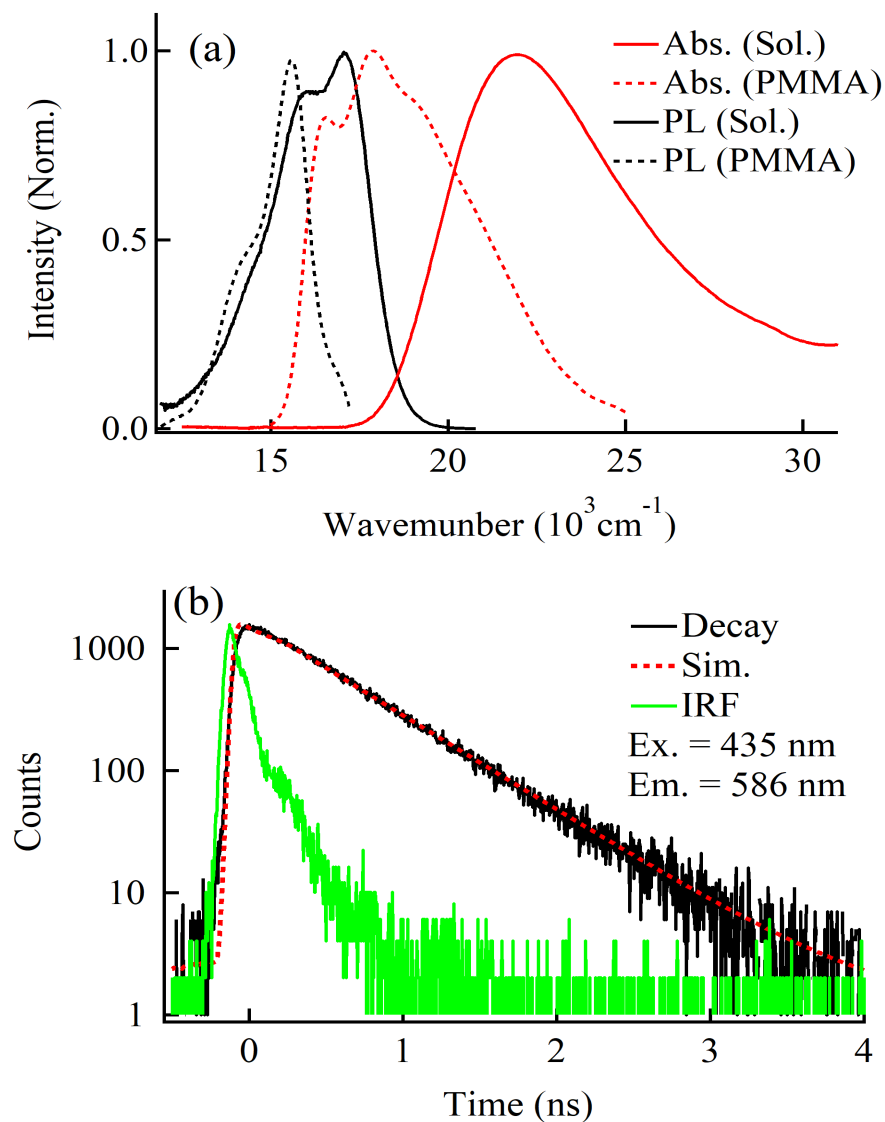 (a)
Abs. (Sol.)
Abs. (PMMA)
PL (Sol.)
PL (PMMA)
1.0
0.5
0.0
Intensity (Norm.)
15 20 25 30
Wavemunber (10³cm⁻¹)
(b)
Decay
Sim.
IRF
Ex. = 435 nm
Em. = 586 nm
1000
100
10
1
Counts
0 1 2 3 4
Time (ns)